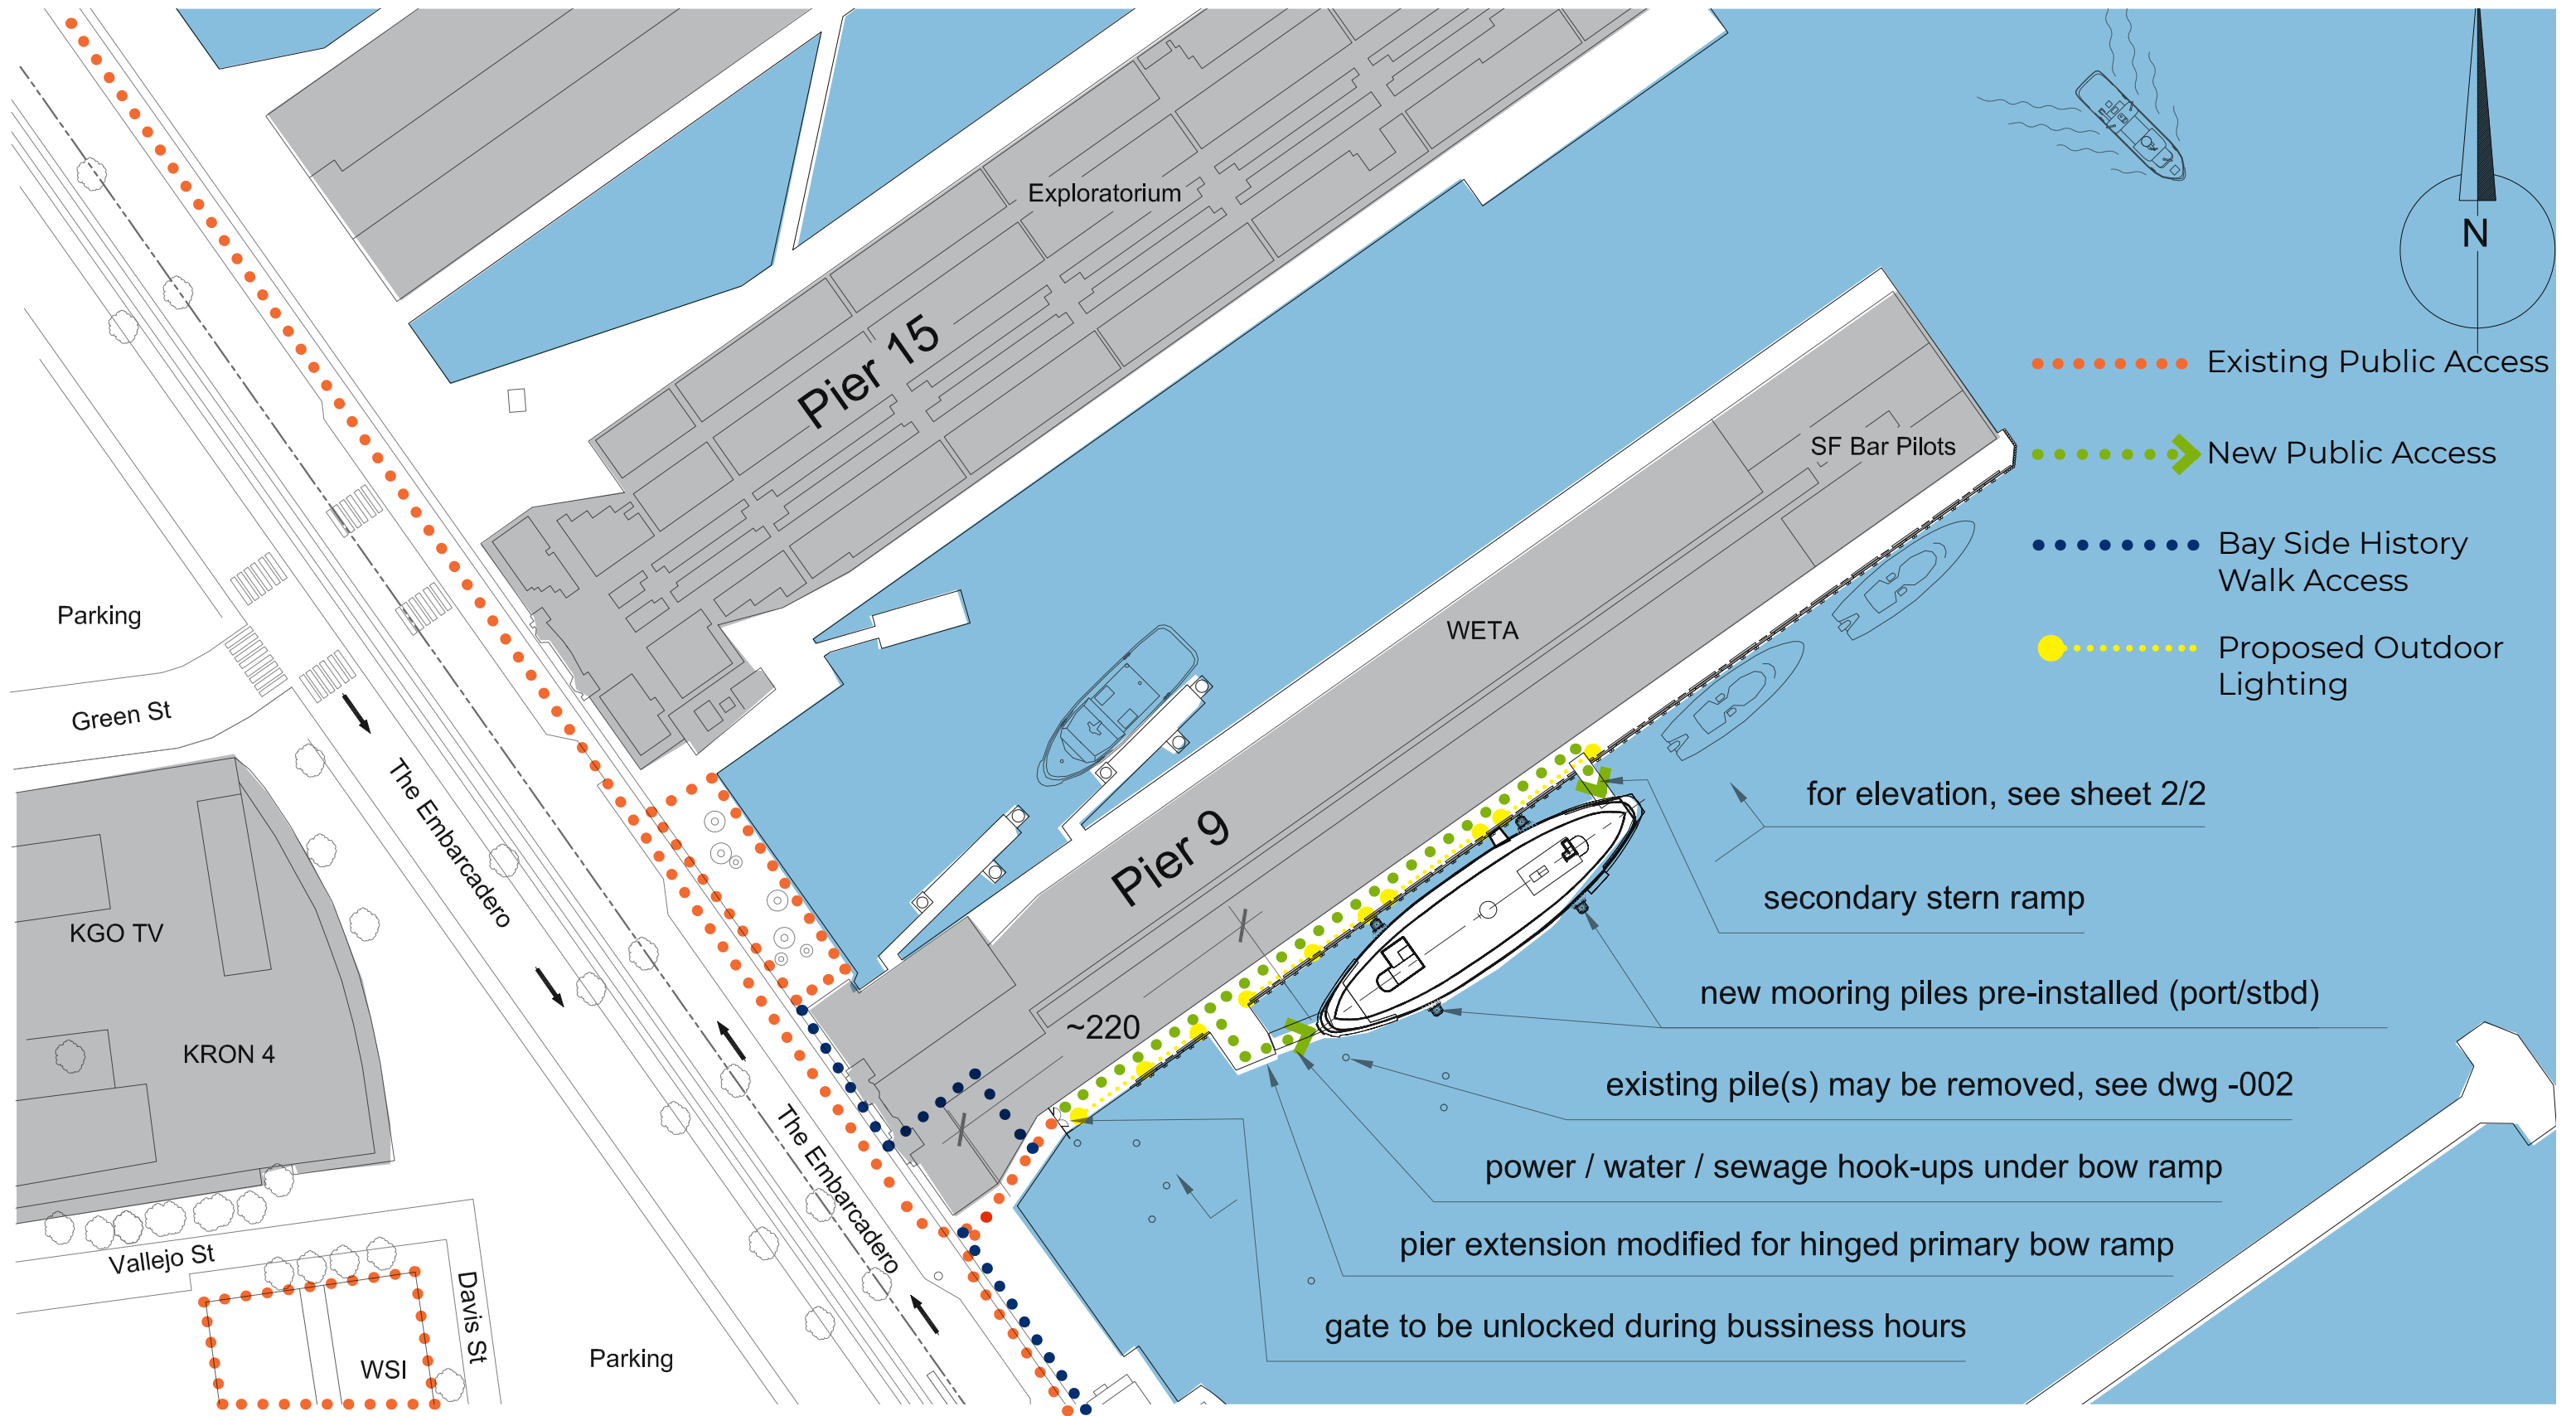 Exploratorium
Pier 15
N
Existing Public Access
SF Bar Pilots
New Public Access
Bay Side History
Walk Access
Parking
WETA
Proposed Outdoor
Lighting
Green St
The Embarcadero
for elevation, see sheet 2/2
Pier 9
secondary stern ramp
KGO TV
new mooring piles pre-installed (port/stbd)
~220
KRON 4
existing pile(s) may be removed, see dwg -002
The Embarcadero
power / water / sewage hook-ups under bow ramp
Vallejo St
pier extension modified for hinged primary bow ramp
Davis St
gate to be unlocked during bussiness hours
WSI
Parking